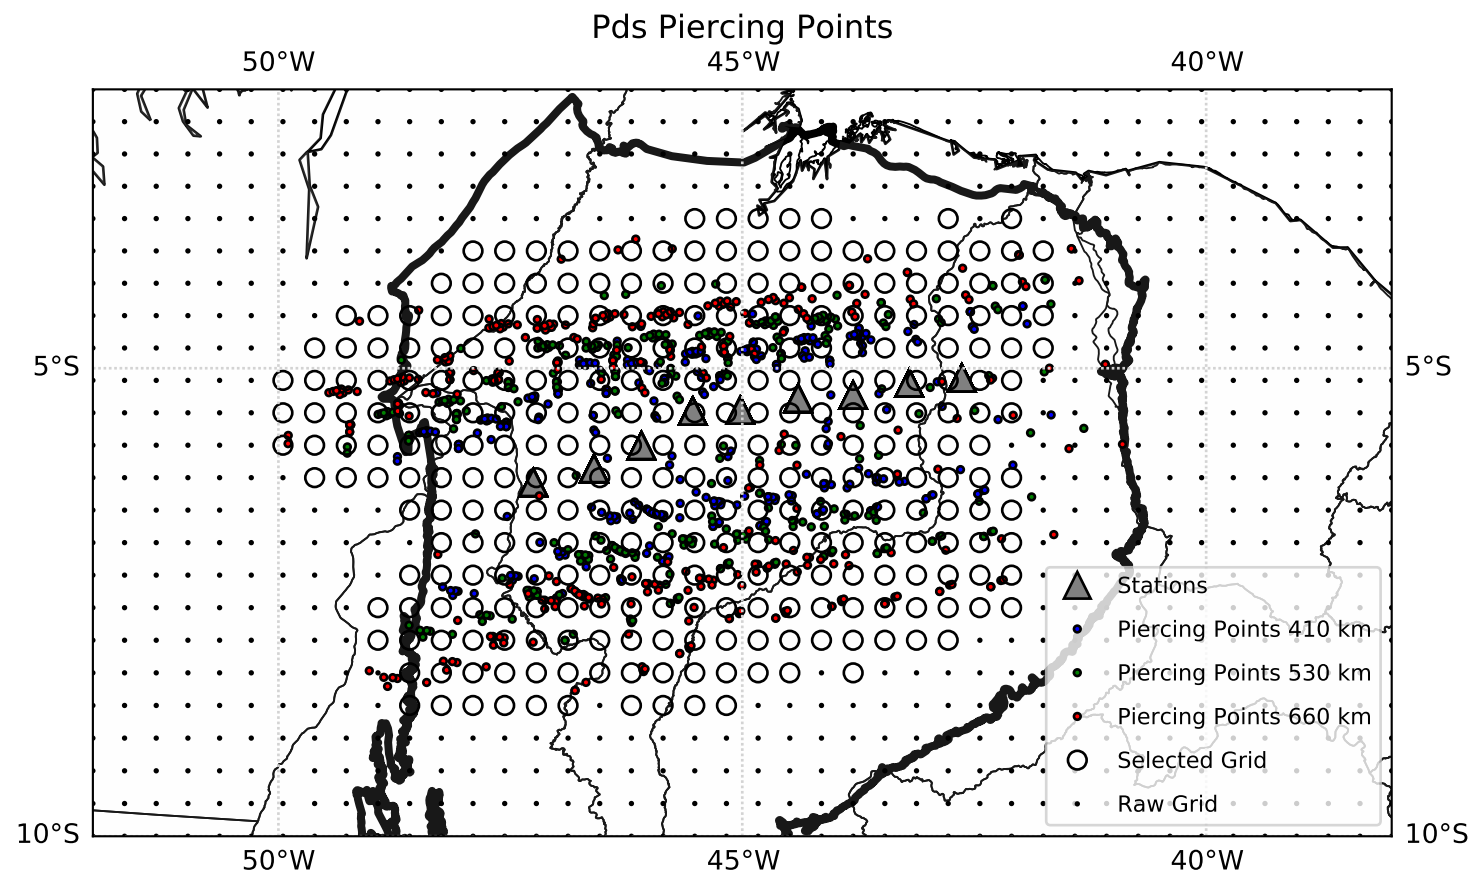 Pds Piercing Points
50°W 45°W 40°W
5°S 5°S
10°S 10°S
50°W 45°W 40°W
Stations
Piercing Points 410 km
Piercing Points 530 km
Piercing Points 660 km
Selected Grid
Raw Grid